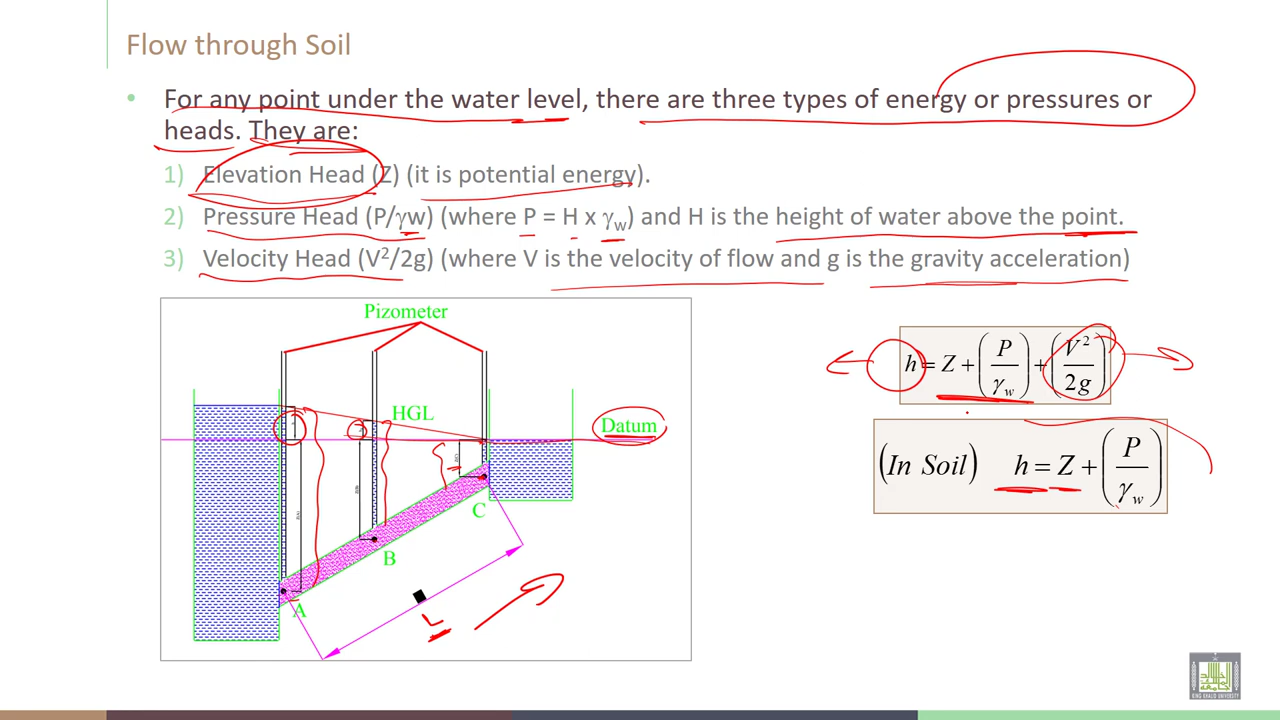 Flow through Soil
• For any point under the water level, there are three types of energy or pressures or
heads. They are:
1) Elevation Head (Z) (it is potential energy).
2) Pressure Head (P/γw) (where P = H x γw) and H is the height of water above the point.
3) Velocity Head (V²/2g) (where V is the velocity of flow and g is the gravity acceleration)
Pizometer
HGL
Datum
A
B
C
L
h = Z + (P/γw) + (V²/2g)
(In Soil) h = Z + (P/γw)
KING KHALID UNIVERSITY